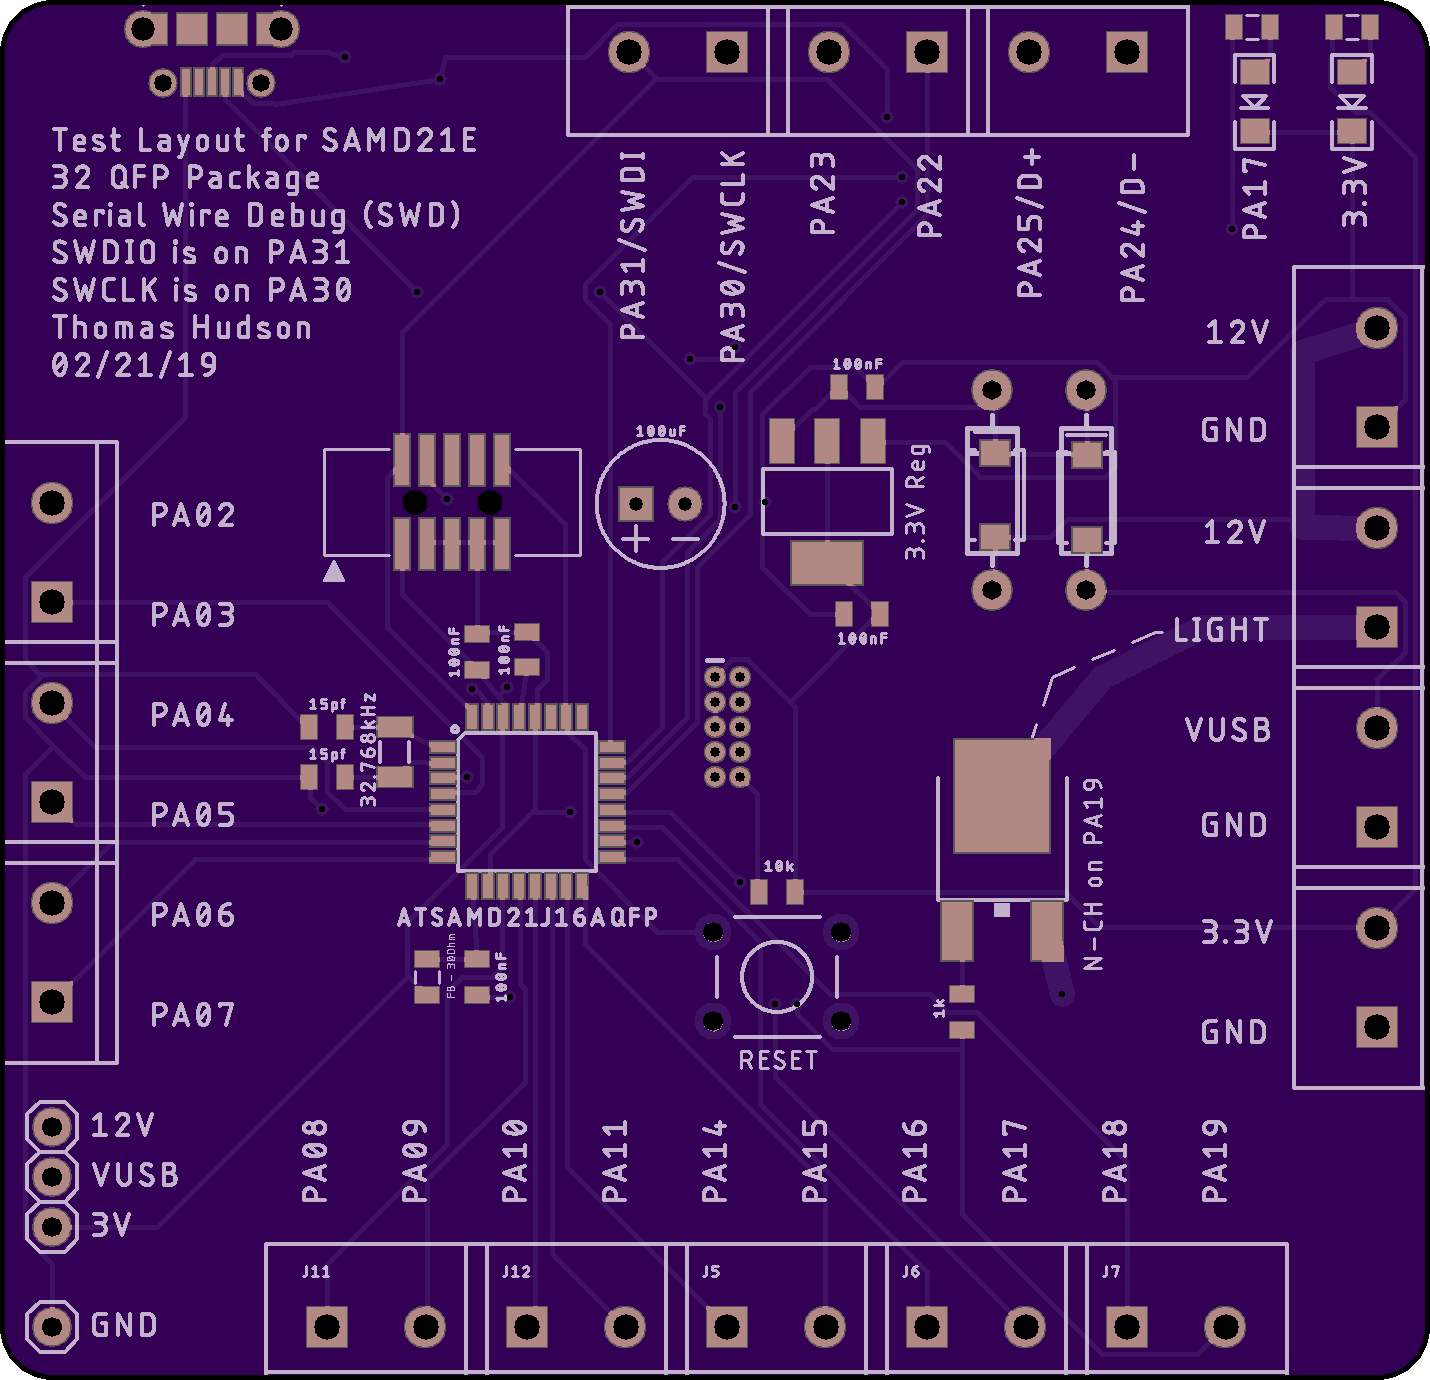 Test Layout for SAMD21E
32 QFP Package
Serial Wire Debug (SWD)
SWDIO is on PA31
SWCLK is on PA30
Thomas Hudson
02/21/19
PA31/SWDI
PA30/SWCLK
PA23
PA22
PA25/D+
PA24/D-
PA17
3.3V
12V
GND
12V
LIGHT
VUSB
GND
3.3V
GND
100nF
100uF
+ −
3.3V Reg
100nF
PA02
PA03
PA04
PA05
PA06
PA07
100nF
100nF
15pf
15pf
32.768kHz
ATSAMD21J16AQFP
FB - 30Ohm
100nF
10k
RESET
1k
N-CH on PA19
12V
VUSB
3V
GND
PA08
PA09
PA10
PA11
PA14
PA15
PA16
PA17
PA18
PA19
J11
J12
J5
J6
J7